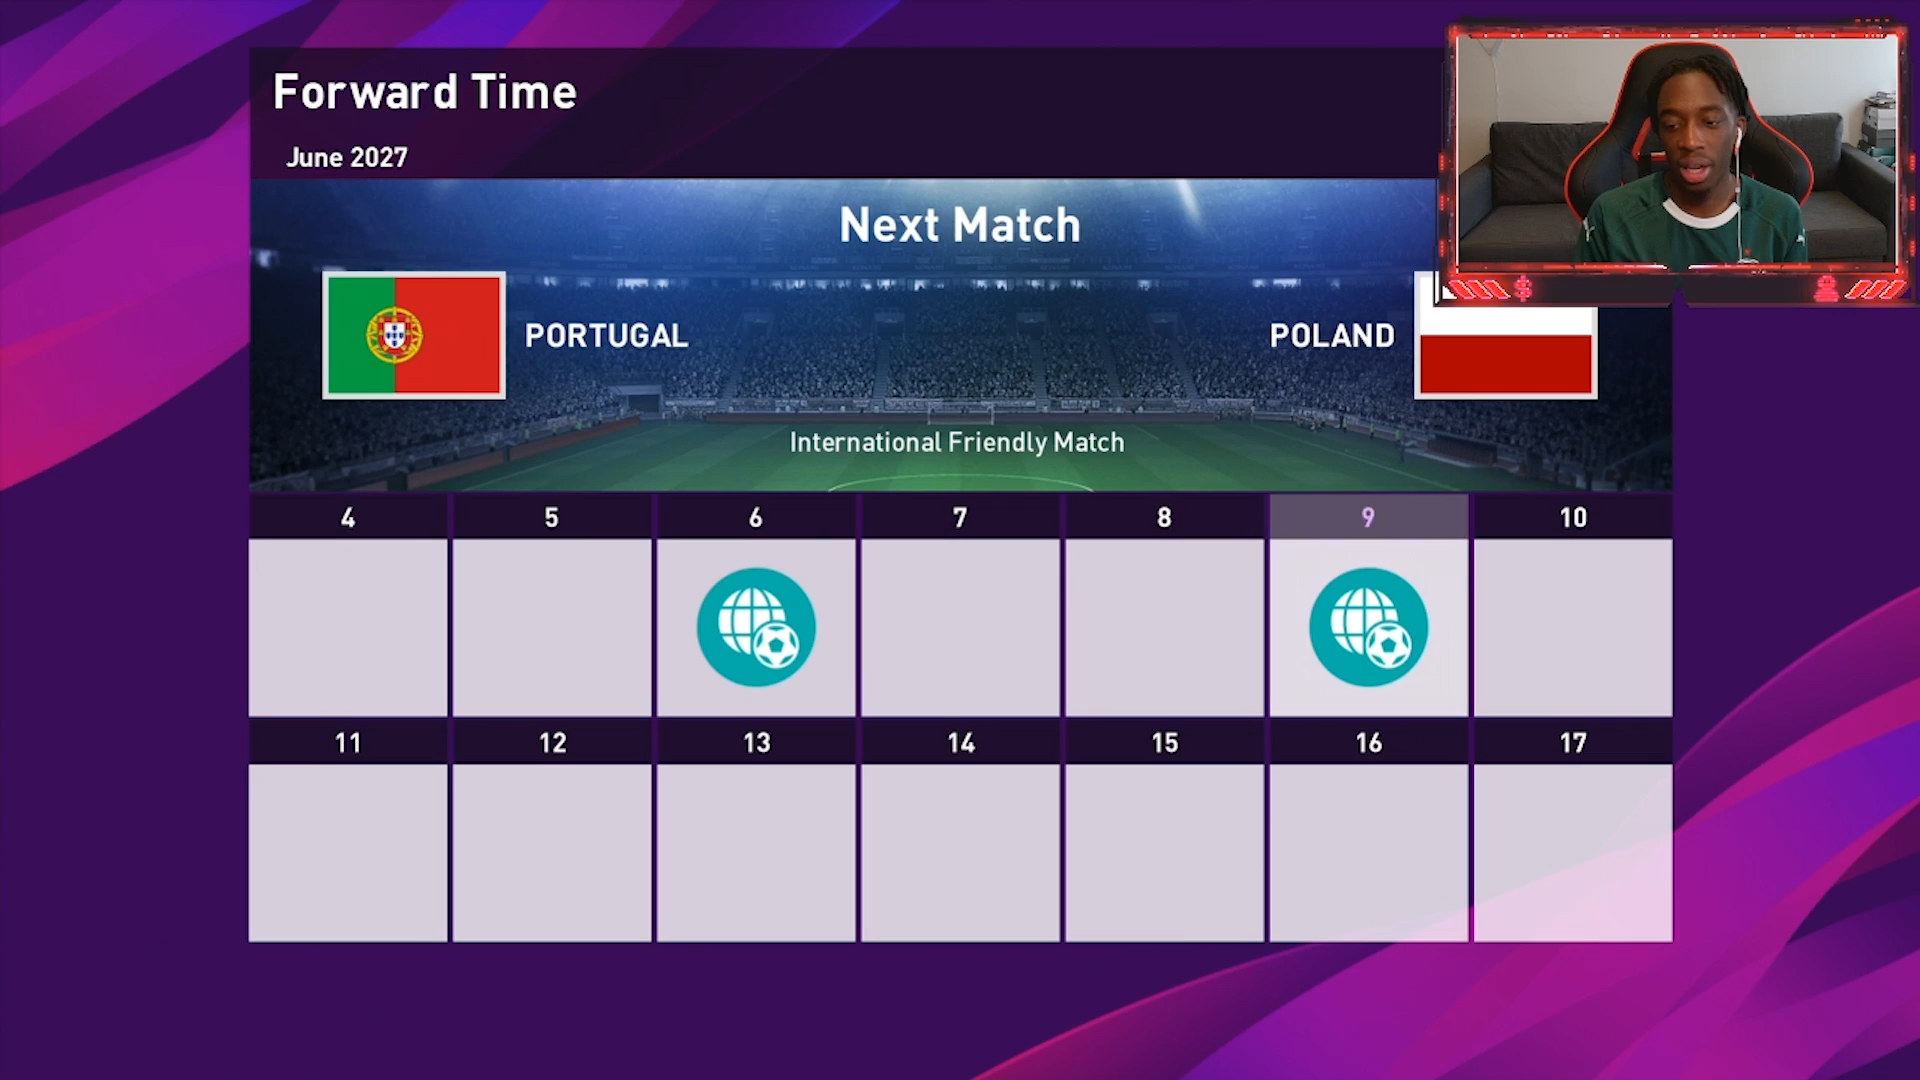 Forward Time
June 2027
Next Match
PORTUGAL
POLAND
International Friendly Match
4 5 6 7 8 9 10
11 12 13 14 15 16 17